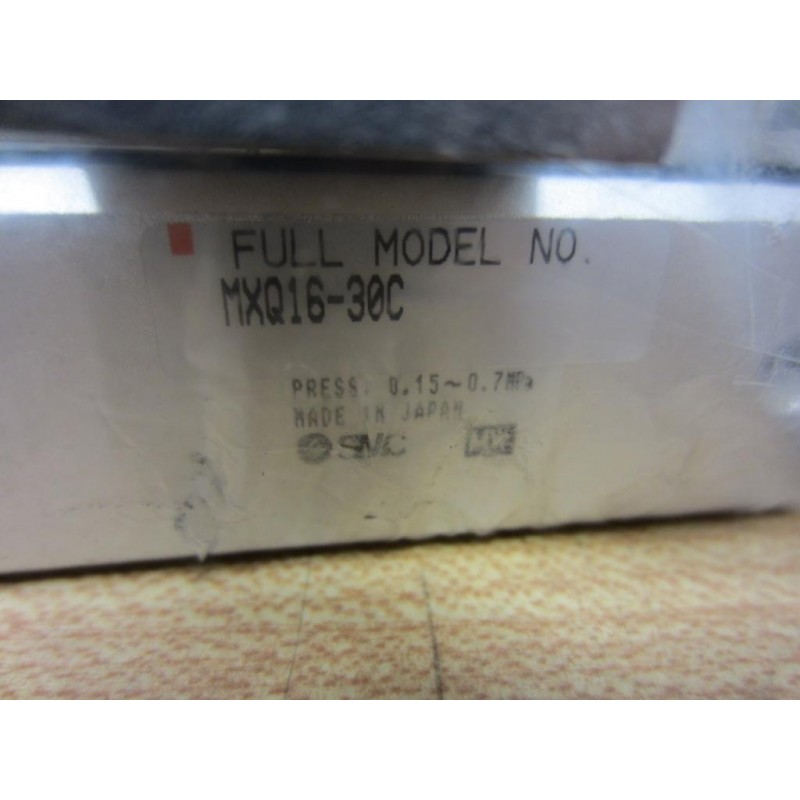 FULL MODEL NO.
MXQ16-30C
PRESS. 0.15~0.7MPa
MADE IN JAPAN
SMC